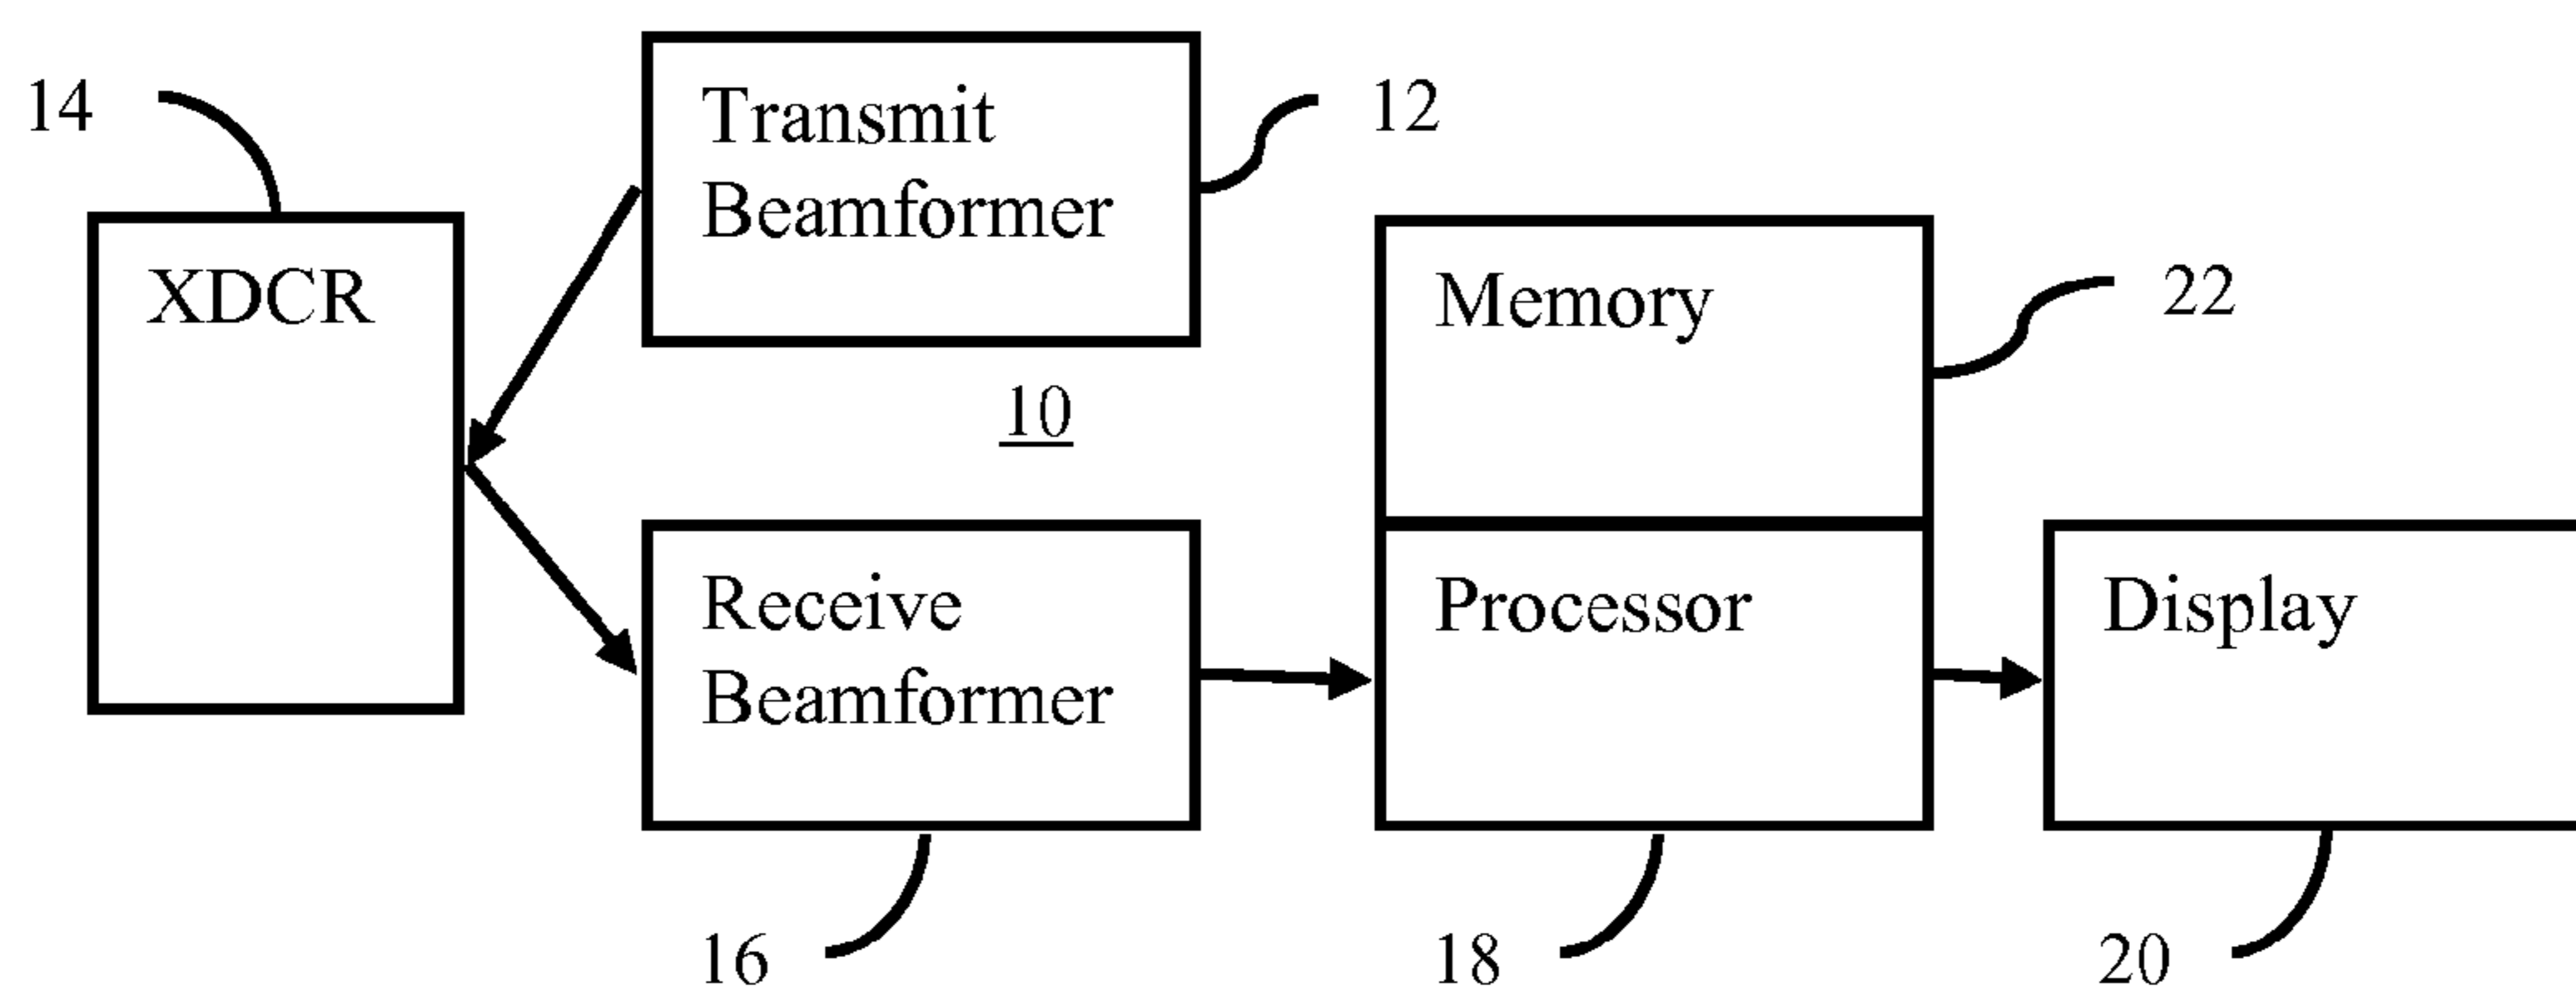 14
Transmit
Beamformer
12
XDCR
Memory
22
10
Receive
Beamformer
Processor
Display
16
18
20